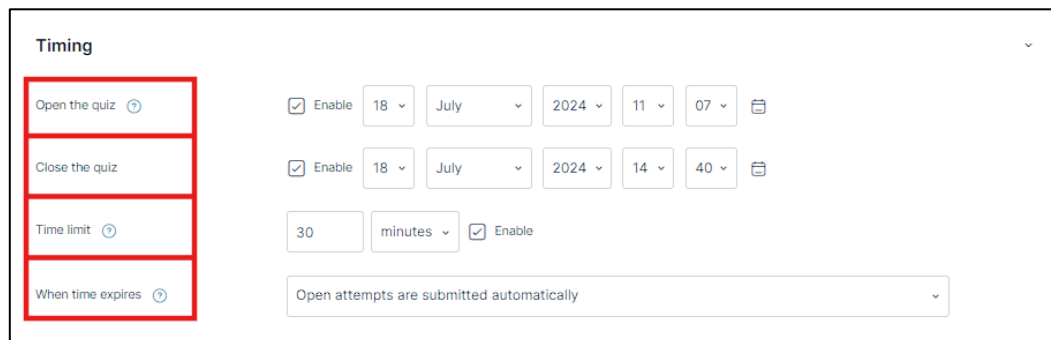 Timing
Open the quiz ? Enable 18 July 2024 11 07
Close the quiz Enable 18 July 2024 14 40
Time limit ? 30 minutes Enable
When time expires ? Open attempts are submitted automatically